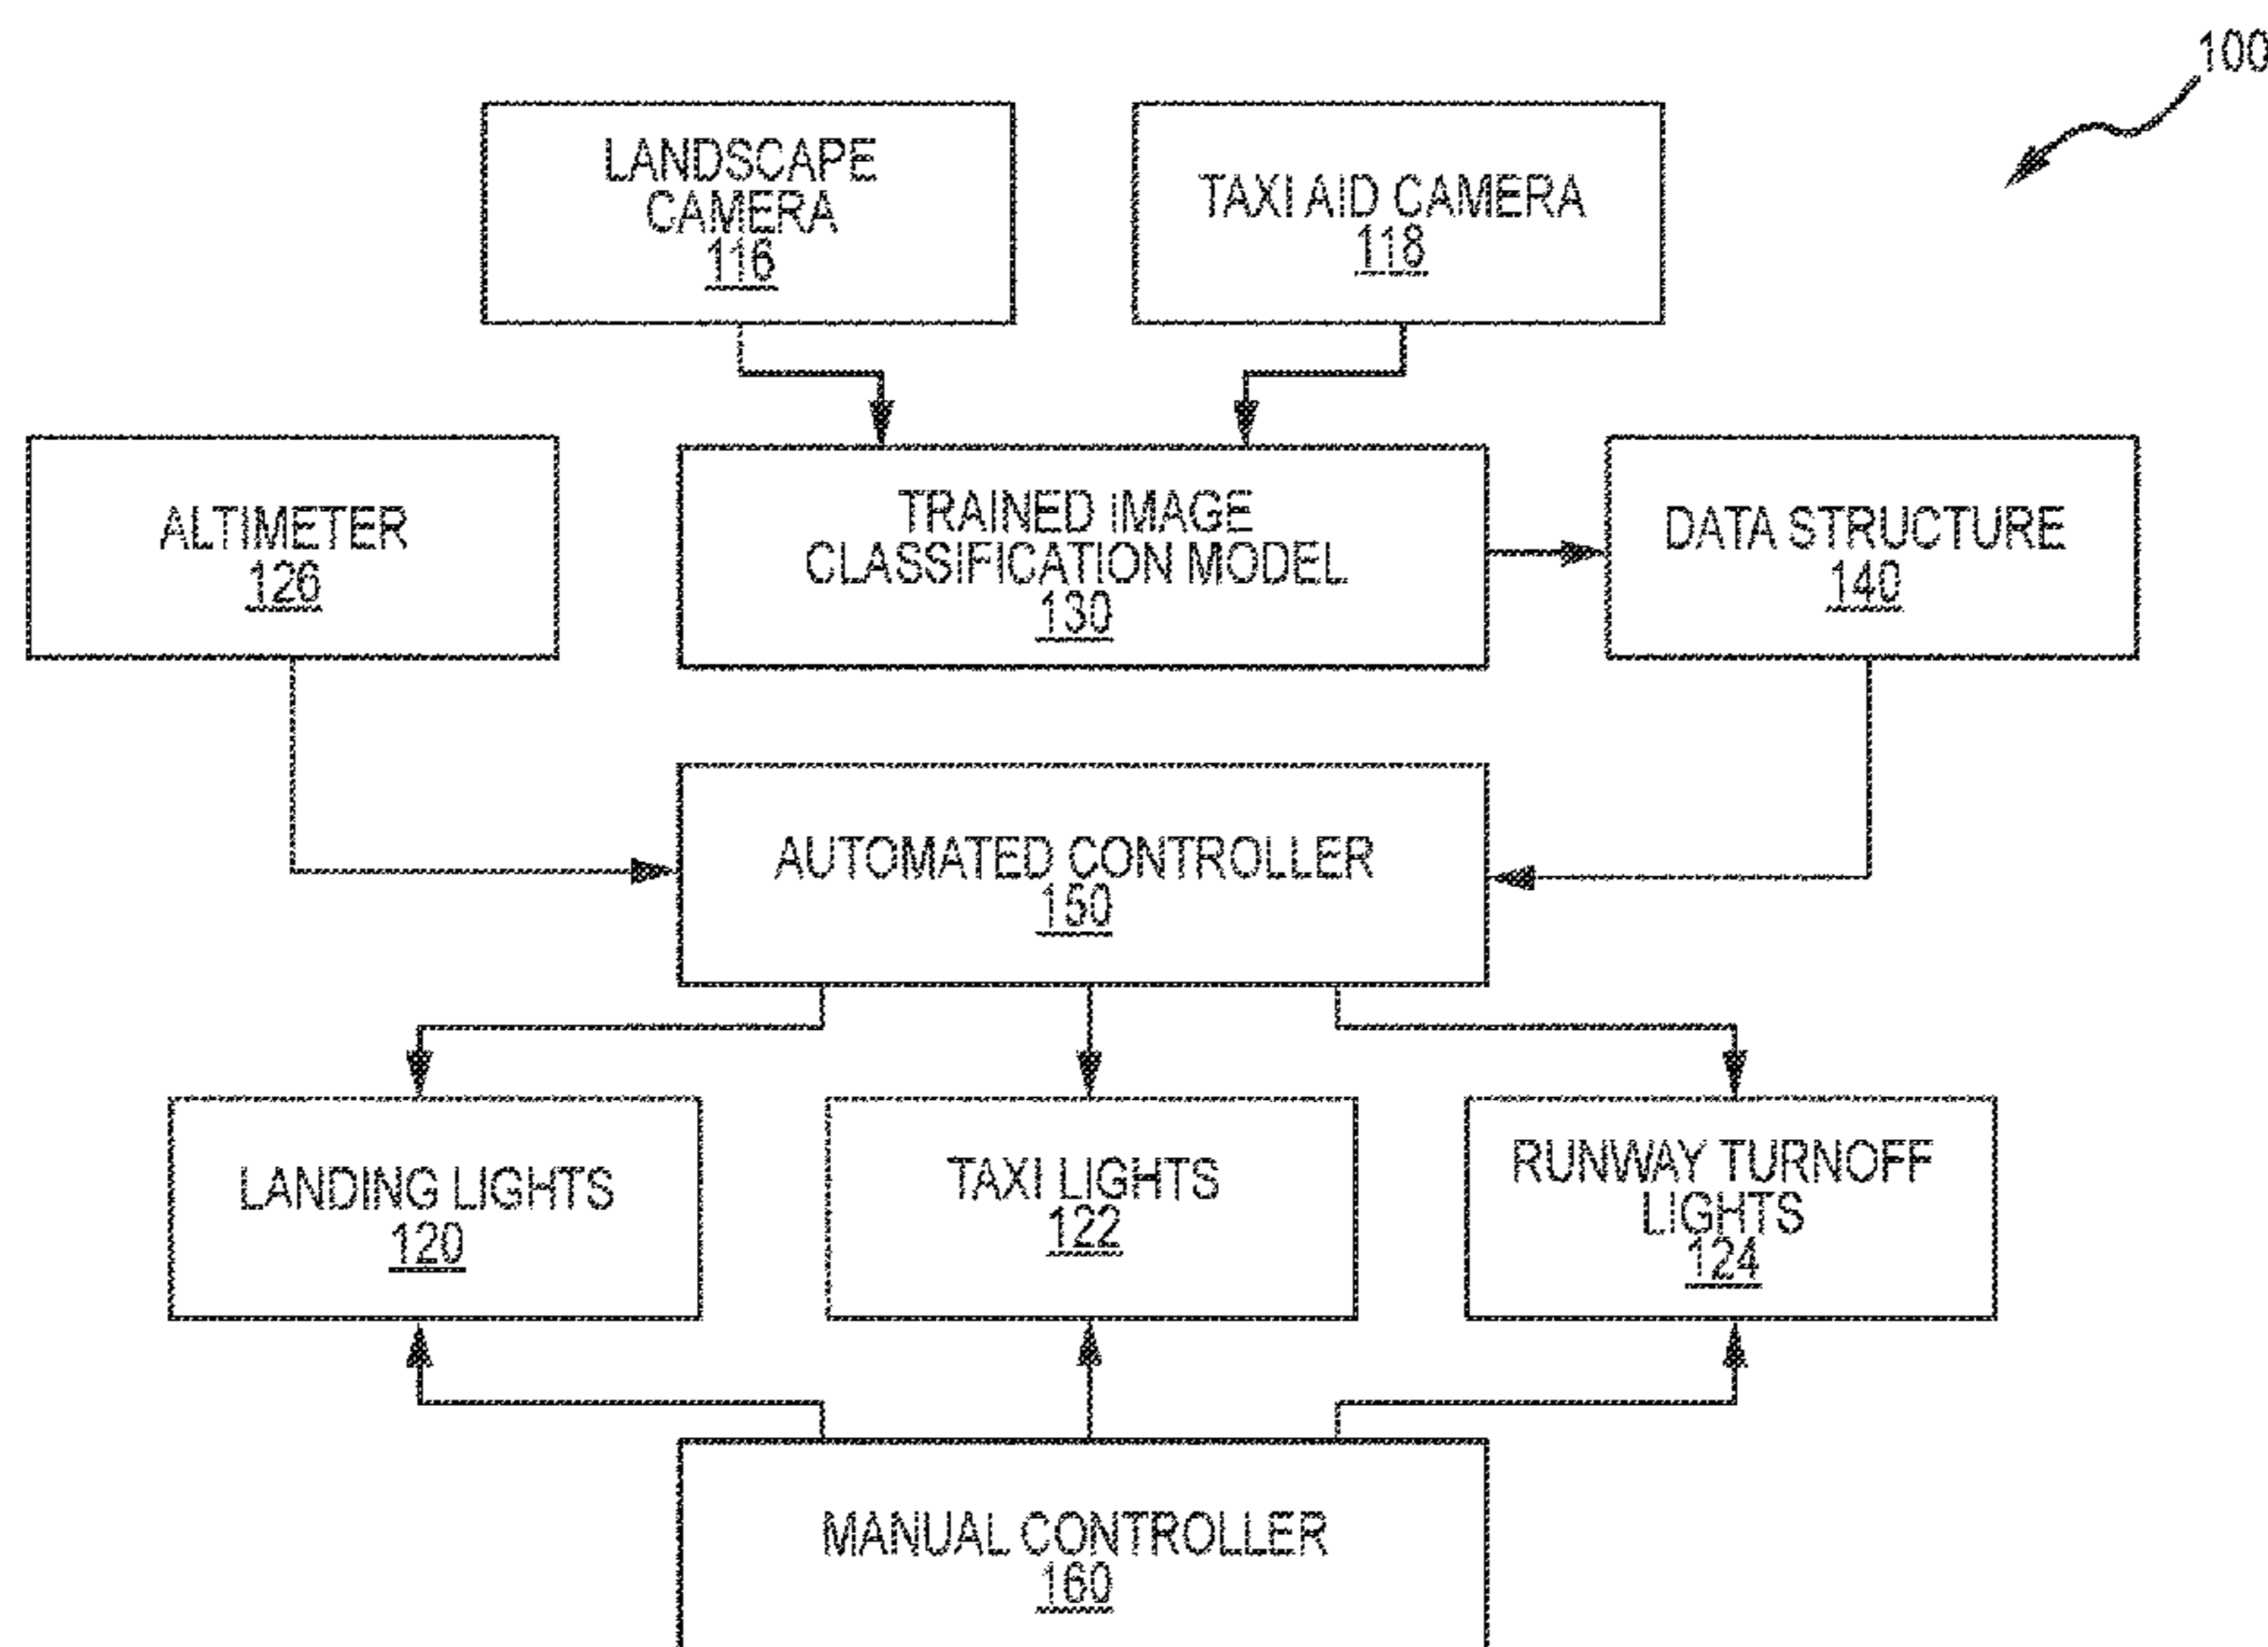 100
LANDSCAPE
CAMERA
116
TAXI AID CAMERA
118
ALTIMETER
126
TRAINED IMAGE
CLASSIFICATION MODEL
130
DATA STRUCTURE
140
AUTOMATED CONTROLLER
150
LANDING LIGHTS
120
TAXI LIGHTS
122
RUNWAY TURNOFF
LIGHTS
124
MANUAL CONTROLLER
160